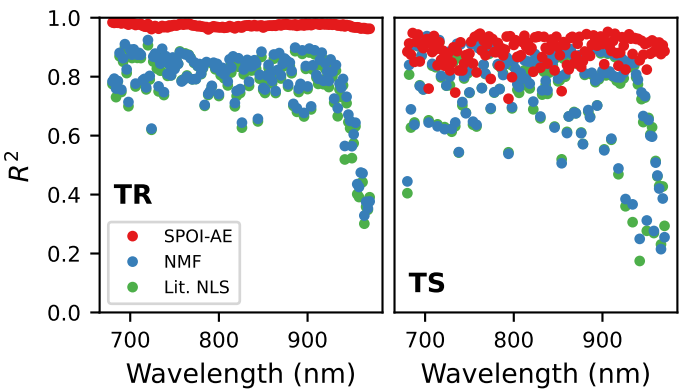 1.0
0.8
0.6
0.4
0.2
0.0
R²
TR
SPOI-AE
NMF
Lit. NLS
TS
700 800 900
700 800 900
Wavelength (nm)
Wavelength (nm)